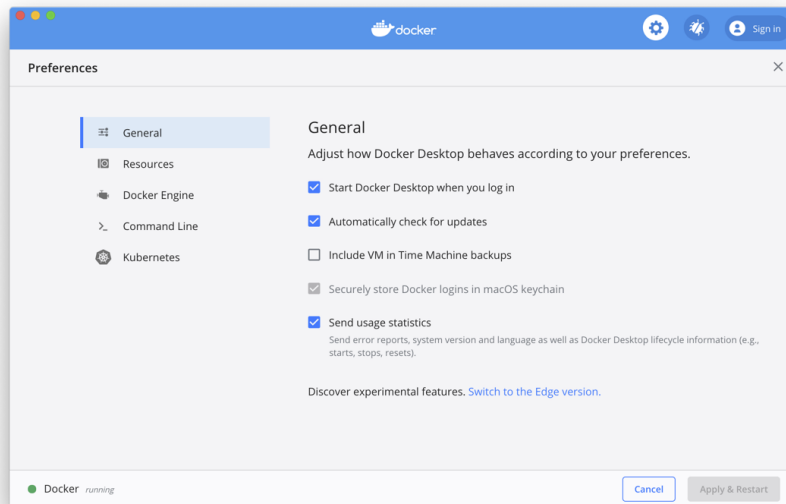 docker
Sign in
Preferences
General
Resources
Docker Engine
Command Line
Kubernetes
General
Adjust how Docker Desktop behaves according to your preferences.
Start Docker Desktop when you log in
Automatically check for updates
Include VM in Time Machine backups
Securely store Docker logins in macOS keychain
Send usage statistics
Send error reports, system version and language as well as Docker Desktop lifecycle information (e.g.,
starts, stops, resets).
Discover experimental features. Switch to the Edge version.
Docker running
Cancel
Apply & Restart